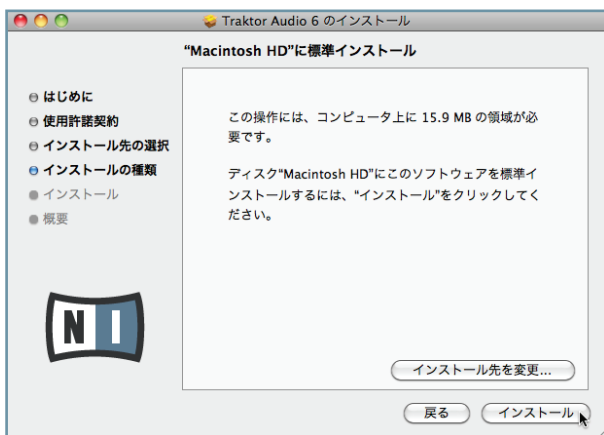 Traktor Audio 6 のインストール
“Macintosh HD”に標準インストール
はじめに
使用許諾契約
インストール先の選択
インストールの種類
インストール
概要
この操作には、コンピュータ上に 15.9 MB の領域が必
要です。
ディスク“Macintosh HD”にこのソフトウェアを標準イ
ンストールするには、“インストール”をクリックしてく
ださい。
NI
インストール先を変更...
戻る
インストール